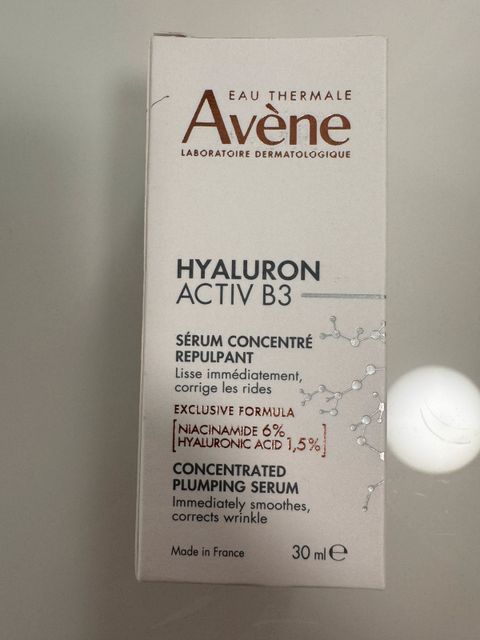 EAU THERMALE
Avène
LABORATOIRE DERMATOLOGIQUE
HYALURON
ACTIV B3
SÉRUM CONCENTRÉ
REPULPANT
Lisse immédiatement,
corrige les rides
EXCLUSIVE FORMULA
[NIACINAMIDE 6%
HYALURONIC ACID 1,5%]
CONCENTRATED
PLUMPING SERUM
Immediately smoothes,
corrects wrinkle
Made in France 30 ml ℮